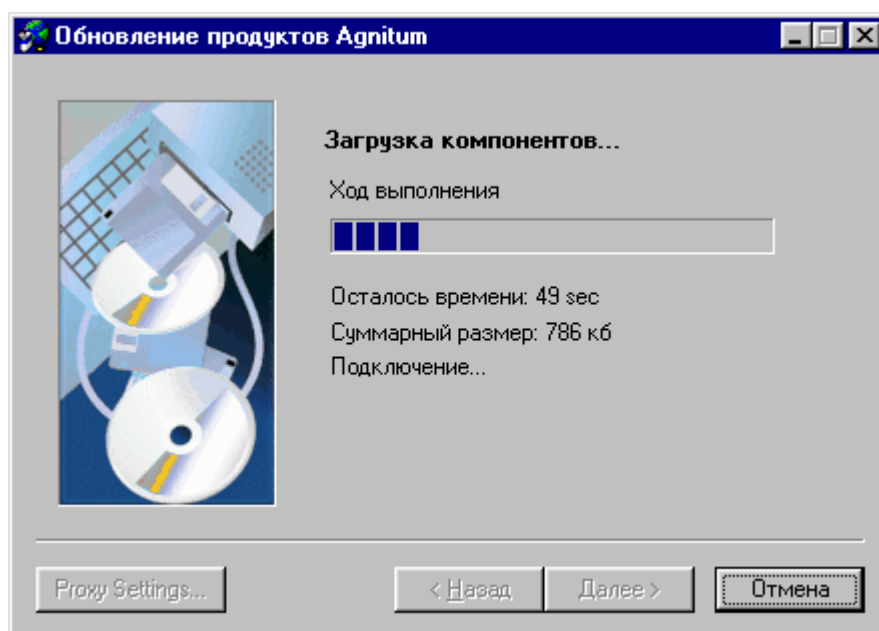 Обновление продуктов Agnitum
Загрузка компонентов...
Ход выполнения
Осталось времени: 49 sec
Суммарный размер: 786 кб
Подключение...
Proxy Settings...
< Назад
Далее >
Отмена